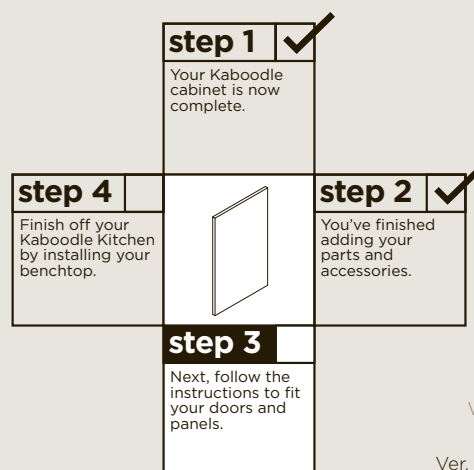 step 1
Your Kaboodle
cabinet is now
complete.
step 4
Finish off your
Kaboodle Kitchen
by installing your
benchtop.
step 2
You've finished
adding your
parts and
accessories.
step 3
Next, follow the
instructions to fit
your doors and
panels.
Ver.